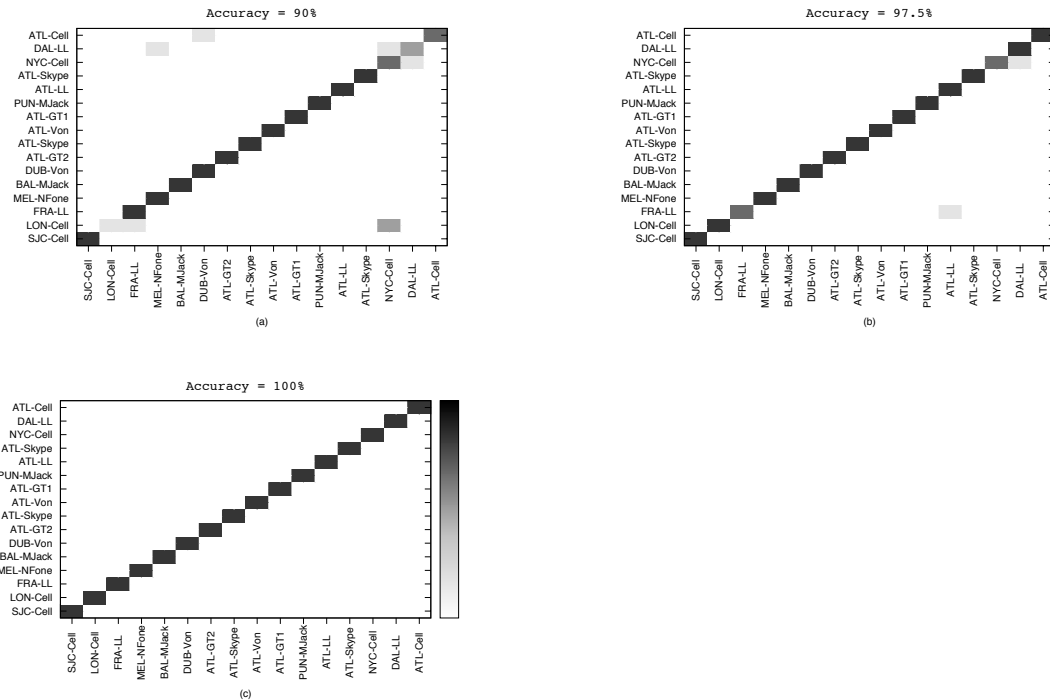 Accuracy = 90%
ATL-Cell
DAL-LL
NYC-Cell
ATL-Skype
ATL-LL
PUN-MJack
ATL-GT1
ATL-Von
ATL-Skype
ATL-GT2
DUB-Von
BAL-MJack
MEL-NFone
FRA-LL
LON-Cell
SJC-Cell
SJC-Cell
LON-Cell
FRA-LL
MEL-NFone
BAL-MJack
DUB-Von
ATL-GT2
ATL-Skype
ATL-Von
ATL-GT1
PUN-MJack
ATL-LL
ATL-Skype
NYC-Cell
DAL-LL
ATL-Cell
(a)
Accuracy = 97.5%
ATL-Cell
DAL-LL
NYC-Cell
ATL-Skype
ATL-LL
PUN-MJack
ATL-GT1
ATL-Von
ATL-Skype
ATL-GT2
DUB-Von
BAL-MJack
MEL-NFone
FRA-LL
LON-Cell
SJC-Cell
SJC-Cell
LON-Cell
FRA-LL
MEL-NFone
BAL-MJack
DUB-Von
ATL-GT2
ATL-Skype
ATL-Von
ATL-GT1
PUN-MJack
ATL-LL
ATL-Skype
NYC-Cell
DAL-LL
ATL-Cell
(b)
Accuracy = 100%
ATL-Cell
DAL-LL
NYC-Cell
ATL-Skype
ATL-LL
PUN-MJack
ATL-GT1
ATL-Von
ATL-Skype
ATL-GT2
DUB-Von
BAL-MJack
MEL-NFone
FRA-LL
LON-Cell
SJC-Cell
SJC-Cell
LON-Cell
FRA-LL
MEL-NFone
BAL-MJack
DUB-Von
ATL-GT2
ATL-Skype
ATL-Von
ATL-GT1
PUN-MJack
ATL-LL
ATL-Skype
NYC-Cell
DAL-LL
ATL-Cell
(c)